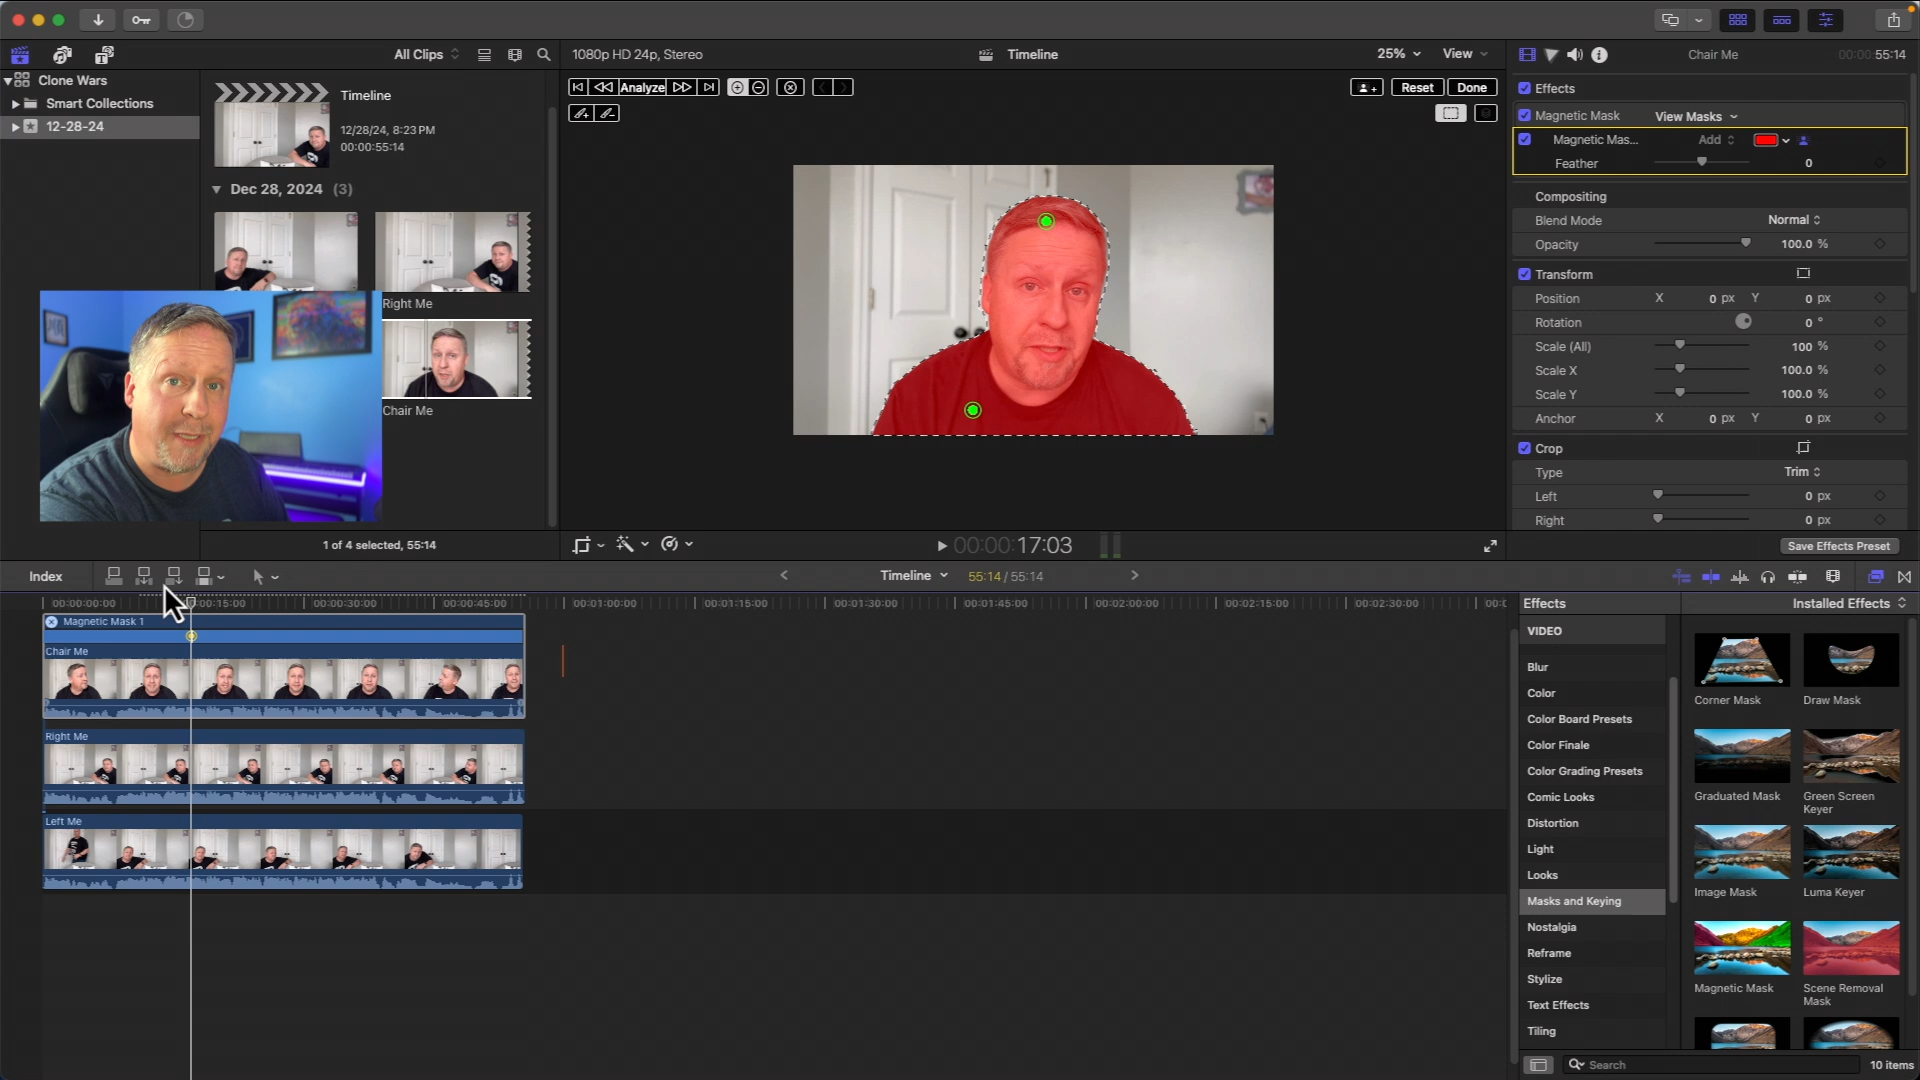 All Clips
1080p HD 24p, Stereo
Timeline
25%
View
Chair Me
00:00:55:14
Clone Wars
Smart Collections
12-28-24
Timeline
12/28/24, 8:23 PM
00:00:55:14
Dec 28, 2024 (3)
Right Me
Chair Me
1 of 4 selected, 55:14
Analyze
Reset
Done
00:00:17:03
Effects
Magnetic Mask
View Masks
Magnetic Mas...
Add
Feather
0
Compositing
Blend Mode
Normal
Opacity
100.0 %
Transform
Position
X
0 px
Y
0 px
Rotation
0 °
Scale (All)
100 %
Scale X
100.0 %
Scale Y
100.0 %
Anchor
X
0 px
Y
0 px
Crop
Type
Trim
Left
0 px
Right
0 px
Save Effects Preset
Index
Timeline
55:14 / 55:14
00:00:00:00
00:00:30:00
00:00:45:00
00:01:00:00
00:01:15:00
00:01:30:00
00:01:45:00
00:02:00:00
00:02:15:00
00:02:30:00
Magnetic Mask 1
Chair Me
Right Me
Left Me
Effects
Installed Effects
VIDEO
Blur
Color
Color Board Presets
Color Finale
Color Grading Presets
Comic Looks
Distortion
Light
Looks
Masks and Keying
Nostalgia
Reframe
Stylize
Text Effects
Tiling
Corner Mask
Draw Mask
Graduated Mask
Green Screen
Keyer
Image Mask
Luma Keyer
Magnetic Mask
Scene Removal
Mask
Search
10 items